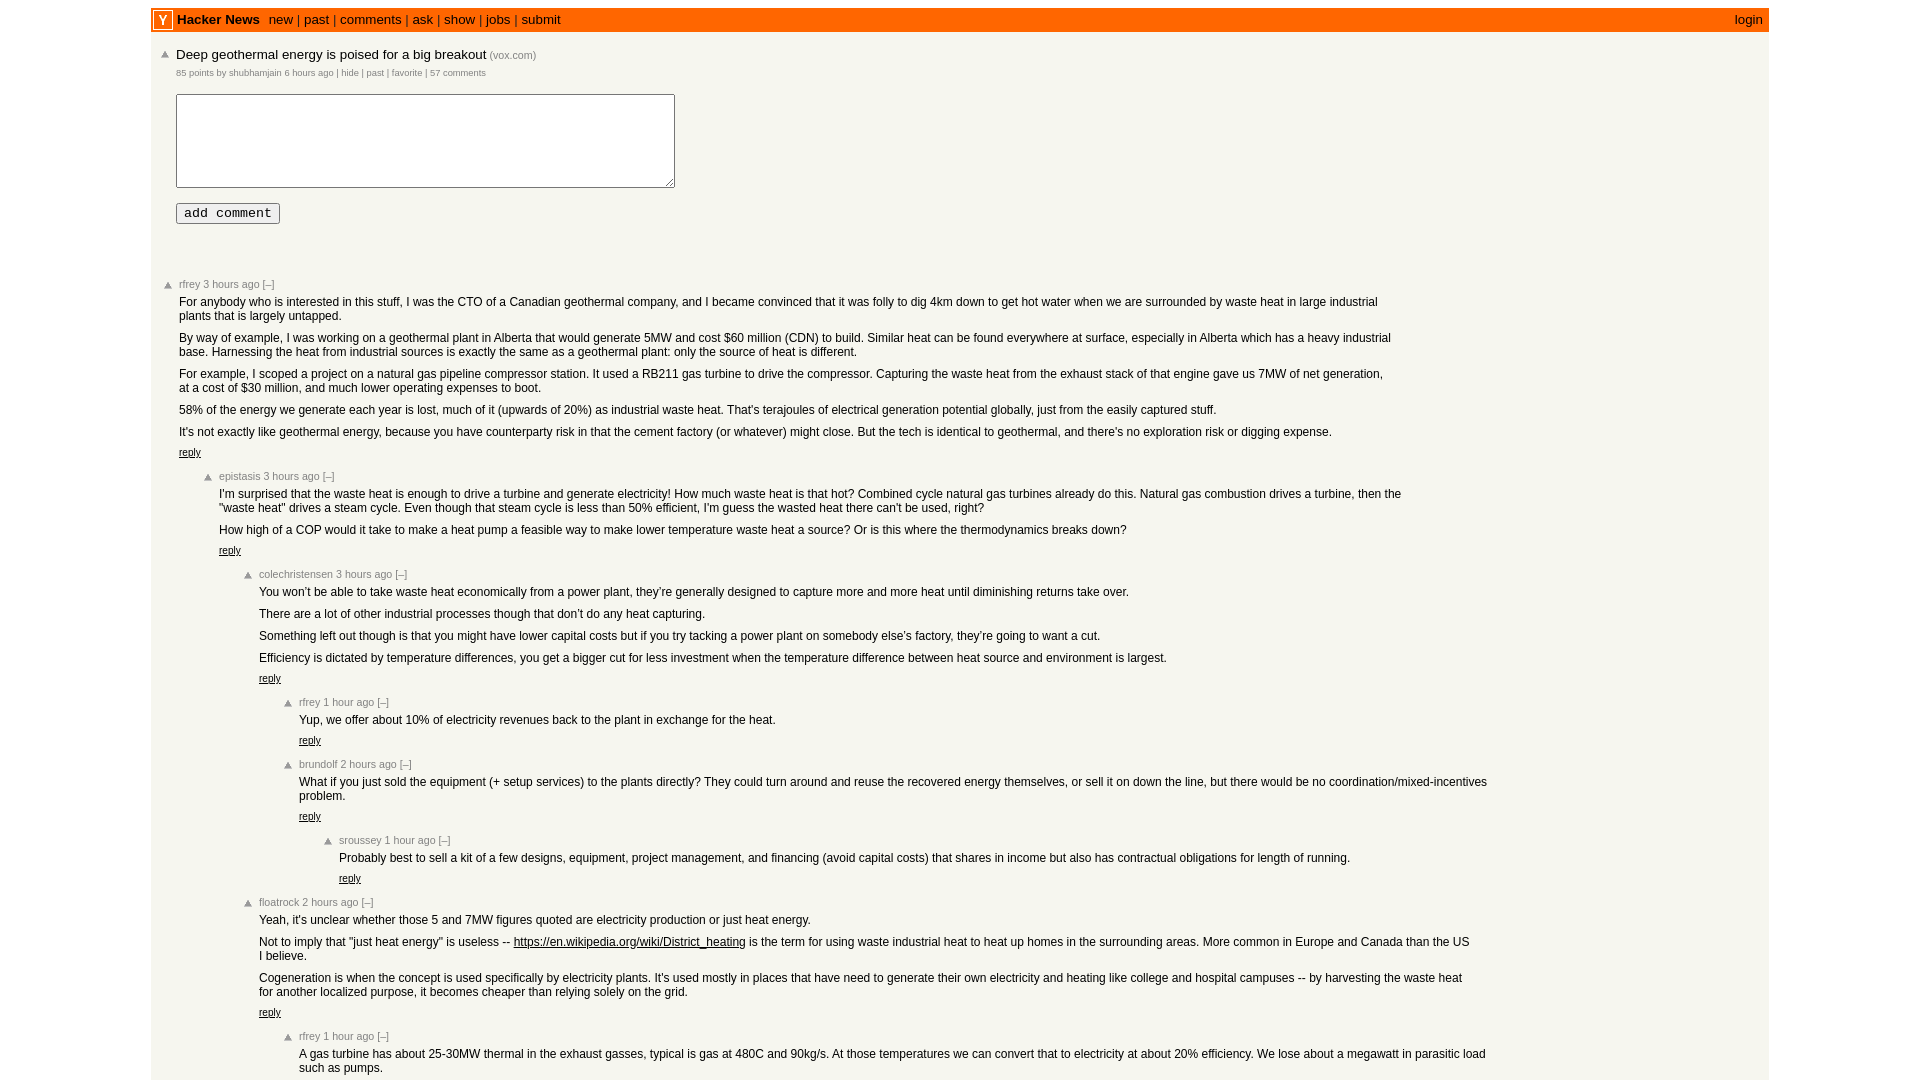 Y Hacker News new | past | comments | ask | show | jobs | submit login
Deep geothermal energy is poised for a big breakout (vox.com)
85 points by shubhamjain 6 hours ago | hide | past | favorite | 57 comments
add comment
rfrey 3 hours ago [–]
For anybody who is interested in this stuff, I was the CTO of a Canadian geothermal company, and I became convinced that it was folly to dig 4km down to get hot water when we are surrounded by waste heat in large industrial
plants that is largely untapped.
By way of example, I was working on a geothermal plant in Alberta that would generate 5MW and cost $60 million (CDN) to build. Similar heat can be found everywhere at surface, especially in Alberta which has a heavy industrial
base. Harnessing the heat from industrial sources is exactly the same as a geothermal plant: only the source of heat is different.
For example, I scoped a project on a natural gas pipeline compressor station. It used a RB211 gas turbine to drive the compressor. Capturing the waste heat from the exhaust stack of that engine gave us 7MW of net generation,
at a cost of $30 million, and much lower operating expenses to boot.
58% of the energy we generate each year is lost, much of it (upwards of 20%) as industrial waste heat. That's terajoules of electrical generation potential globally, just from the easily captured stuff.
It's not exactly like geothermal energy, because you have counterparty risk in that the cement factory (or whatever) might close. But the tech is identical to geothermal, and there's no exploration risk or digging expense.
reply
epistasis 3 hours ago [–]
I'm surprised that the waste heat is enough to drive a turbine and generate electricity! How much waste heat is that hot? Combined cycle natural gas turbines already do this. Natural gas combustion drives a turbine, then the
"waste heat" drives a steam cycle. Even though that steam cycle is less than 50% efficient, I'm guess the wasted heat there can't be used, right?
How high of a COP would it take to make a heat pump a feasible way to make lower temperature waste heat a source? Or is this where the thermodynamics breaks down?
reply
colechristensen 3 hours ago [–]
You won’t be able to take waste heat economically from a power plant, they’re generally designed to capture more and more heat until diminishing returns take over.
There are a lot of other industrial processes though that don’t do any heat capturing.
Something left out though is that you might have lower capital costs but if you try tacking a power plant on somebody else’s factory, they’re going to want a cut.
Efficiency is dictated by temperature differences, you get a bigger cut for less investment when the temperature difference between heat source and environment is largest.
reply
rfrey 1 hour ago [–]
Yup, we offer about 10% of electricity revenues back to the plant in exchange for the heat.
reply
brundolf 2 hours ago [–]
What if you just sold the equipment (+ setup services) to the plants directly? They could turn around and reuse the recovered energy themselves, or sell it on down the line, but there would be no coordination/mixed-incentives
problem.
reply
sroussey 1 hour ago [–]
Probably best to sell a kit of a few designs, equipment, project management, and financing (avoid capital costs) that shares in income but also has contractual obligations for length of running.
reply
floatrock 2 hours ago [–]
Yeah, it's unclear whether those 5 and 7MW figures quoted are electricity production or just heat energy.
Not to imply that "just heat energy" is useless -- https://en.wikipedia.org/wiki/District_heating is the term for using waste industrial heat to heat up homes in the surrounding areas. More common in Europe and Canada than the US
I believe.
Cogeneration is when the concept is used specifically by electricity plants. It's used mostly in places that have need to generate their own electricity and heating like college and hospital campuses -- by harvesting the waste heat
for another localized purpose, it becomes cheaper than relying solely on the grid.
reply
rfrey 1 hour ago [–]
A gas turbine has about 25-30MW thermal in the exhaust gasses, typical is gas at 480C and 90kg/s. At those temperatures we can convert that to electricity at about 20% efficiency. We lose about a megawatt in parasitic load
such as pumps.